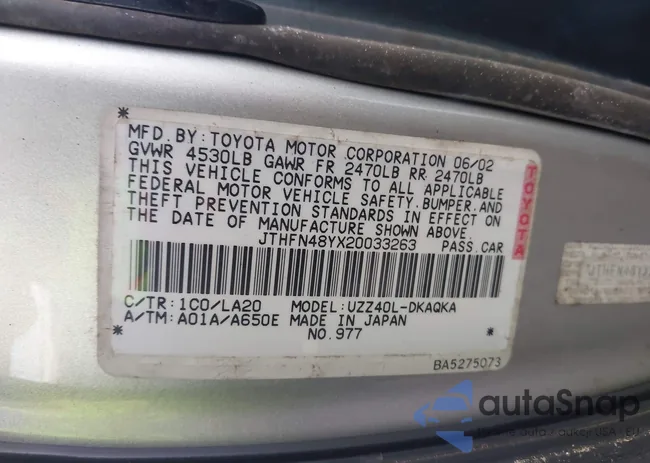 MFD. BY: TOYOTA MOTOR CORPORATION 06/02
GVWR 4530LB GAWR FR 2470LB RR 2470LB
THIS VEHICLE CONFORMS TO ALL APPLICABLE
FEDERAL MOTOR VEHICLE SAFETY, BUMPER, AND
THEFT PREVENTION STANDARDS IN EFFECT ON
THE DATE OF MANUFACTURE SHOWN ABOVE.
JTHFN48YX20033263 PASS.CAR
TOYOTA
C/TR: 1C0/LA20 MODEL: UZZ40L-DKAQKA
A/TM: A01A/A650E MADE IN JAPAN
NO.977
BA5275073
autoSnap